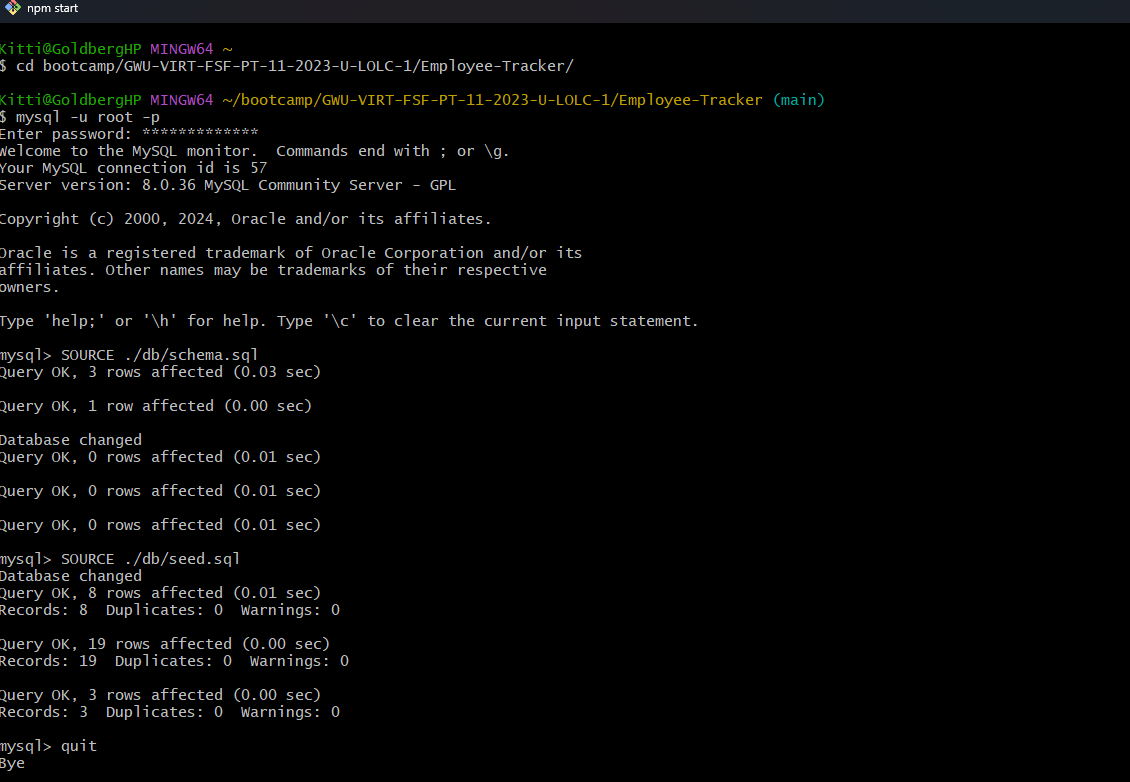 npm start
Kitti@GoldbergHP MINGW64 ~
$ cd bootcamp/GWU-VIRT-FSF-PT-11-2023-U-LOLC-1/Employee-Tracker/
Kitti@GoldbergHP MINGW64 ~/bootcamp/GWU-VIRT-FSF-PT-11-2023-U-LOLC-1/Employee-Tracker (main)
$ mysql -u root -p
Enter password: *************
Welcome to the MySQL monitor.  Commands end with ; or \g.
Your MySQL connection id is 57
Server version: 8.0.36 MySQL Community Server - GPL
Copyright (c) 2000, 2024, Oracle and/or its affiliates.
Oracle is a registered trademark of Oracle Corporation and/or its
affiliates. Other names may be trademarks of their respective
owners.
Type 'help;' or '\h' for help. Type '\c' to clear the current input statement.
mysql> SOURCE ./db/schema.sql
Query OK, 3 rows affected (0.03 sec)
Query OK, 1 row affected (0.00 sec)
Database changed
Query OK, 0 rows affected (0.01 sec)
Query OK, 0 rows affected (0.01 sec)
Query OK, 0 rows affected (0.01 sec)
mysql> SOURCE ./db/seed.sql
Database changed
Query OK, 8 rows affected (0.01 sec)
Records: 8  Duplicates: 0  Warnings: 0
Query OK, 19 rows affected (0.00 sec)
Records: 19  Duplicates: 0  Warnings: 0
Query OK, 3 rows affected (0.00 sec)
Records: 3  Duplicates: 0  Warnings: 0
mysql> quit
Bye